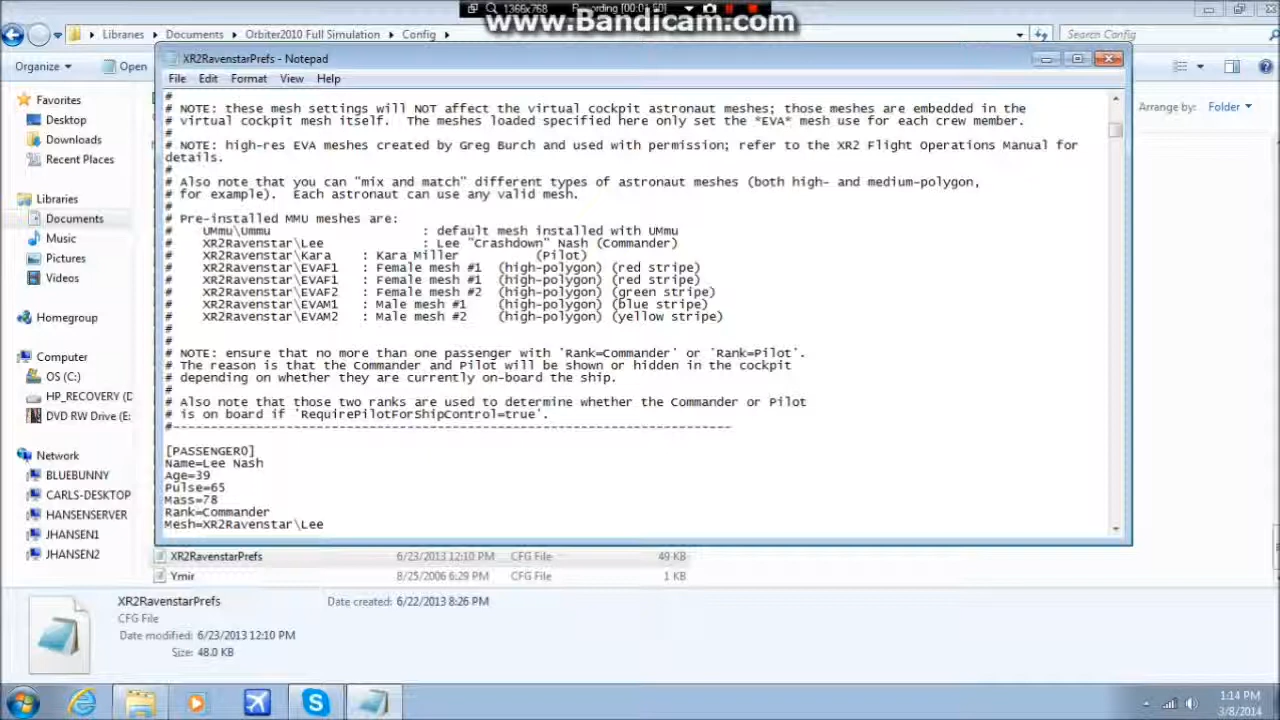 1366x768
Recording [00:01:50]
www.Bandicam.com
Libraries
Documents
Orbiter2010 Full Simulation
Config
Search Config
Organize
Open
Arrange by: Folder
Favorites
Desktop
Downloads
Recent Places
Libraries
Documents
Music
Pictures
Videos
Homegroup
Computer
OS (C:)
HP_RECOVERY (D
DVD RW Drive (E:
Network
BLUEBUNNY
CARLS-DESKTOP
HANSENSERVER
JHANSEN1
JHANSEN2
XR2RavenstarPrefs - Notepad
File Edit Format View Help
#
# NOTE: these mesh settings will NOT affect the virtual cockpit astronaut meshes; those meshes are embedded in the
# virtual cockpit mesh itself.  The meshes loaded specified here only set the *EVA* mesh use for each crew member.
#
# NOTE: high-res EVA meshes created by Greg Burch and used with permission; refer to the XR2 Flight Operations Manual for
details.
#
# Also note that you can "mix and match" different types of astronaut meshes (both high- and medium-polygon,
# for example).  Each astronaut can use any valid mesh.
#
# Pre-installed MMU meshes are:
#    UMmu\Ummu                   : default mesh installed with UMmu
#    XR2Ravenstar\Lee            : Lee "Crashdown" Nash (Commander)
#    XR2Ravenstar\Kara    : Kara Miller          (Pilot)
#    XR2Ravenstar\EVAF1   : Female mesh #1  (high-polygon) (red stripe)
#    XR2Ravenstar\EVAF1   : Female mesh #1  (high-polygon) (red stripe)
#    XR2Ravenstar\EVAF2   : Female mesh #2  (high-polygon) (green stripe)
#    XR2Ravenstar\EVAM1   : Male mesh #1    (high-polygon) (blue stripe)
#    XR2Ravenstar\EVAM2   : Male mesh #2    (high-polygon) (yellow stripe)
#
#
# NOTE: ensure that no more than one passenger with `Rank=Commander' or `Rank=Pilot'.
# The reason is that the Commander and Pilot will be shown or hidden in the cockpit
# depending on whether they are currently on-board the ship.
#
# Also note that those two ranks are used to determine whether the Commander or Pilot
# is on board if `RequirePilotForShipControl=true'.
#--------------------------------------------------------------------------
[PASSENGER0]
Name=Lee Nash
Age=39
Pulse=65
Mass=78
Rank=Commander
Mesh=XR2Ravenstar\Lee
XR2RavenstarPrefs 6/23/2013 12:10 PM CFG File 49 KB
Ymir 8/25/2006 6:29 PM CFG File 1 KB
XR2RavenstarPrefs Date created: 6/22/2013 8:26 PM
CFG File
Date modified: 6/23/2013 12:10 PM
Size: 48.0 KB
1:14 PM
3/8/2014